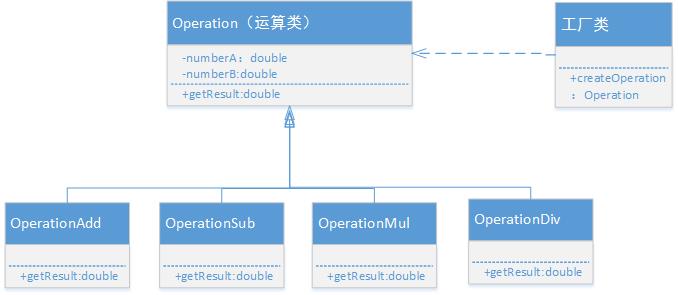 Operation（运算类）
-numberA：double
-numberB:double
+getResult:double
工厂类
+createOperation
：Operation
OperationAdd
+getResult:double
OperationSub
+getResult:double
OperationMul
+getResult:double
OperationDiv
+getResult:double